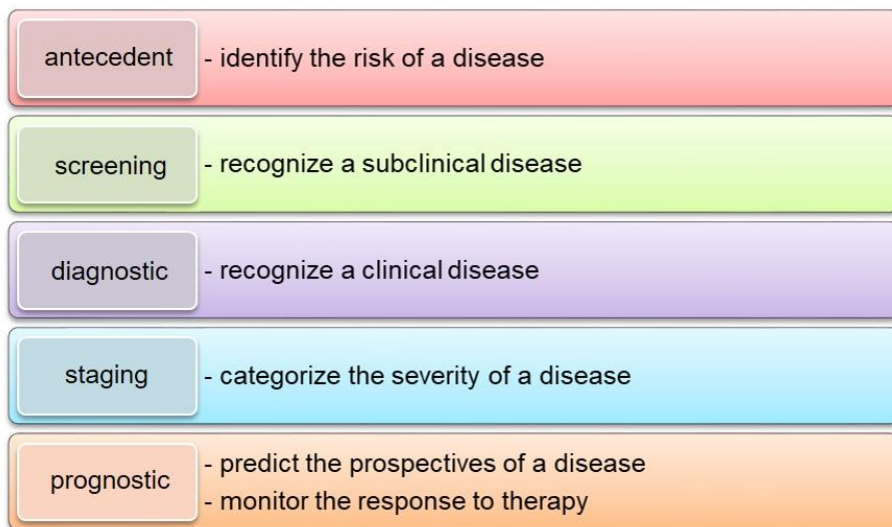 antecedent - identify the risk of a disease
screening - recognize a subclinical disease
diagnostic - recognize a clinical disease
staging - categorize the severity of a disease
prognostic - predict the prospectives of a disease
- monitor the response to therapy